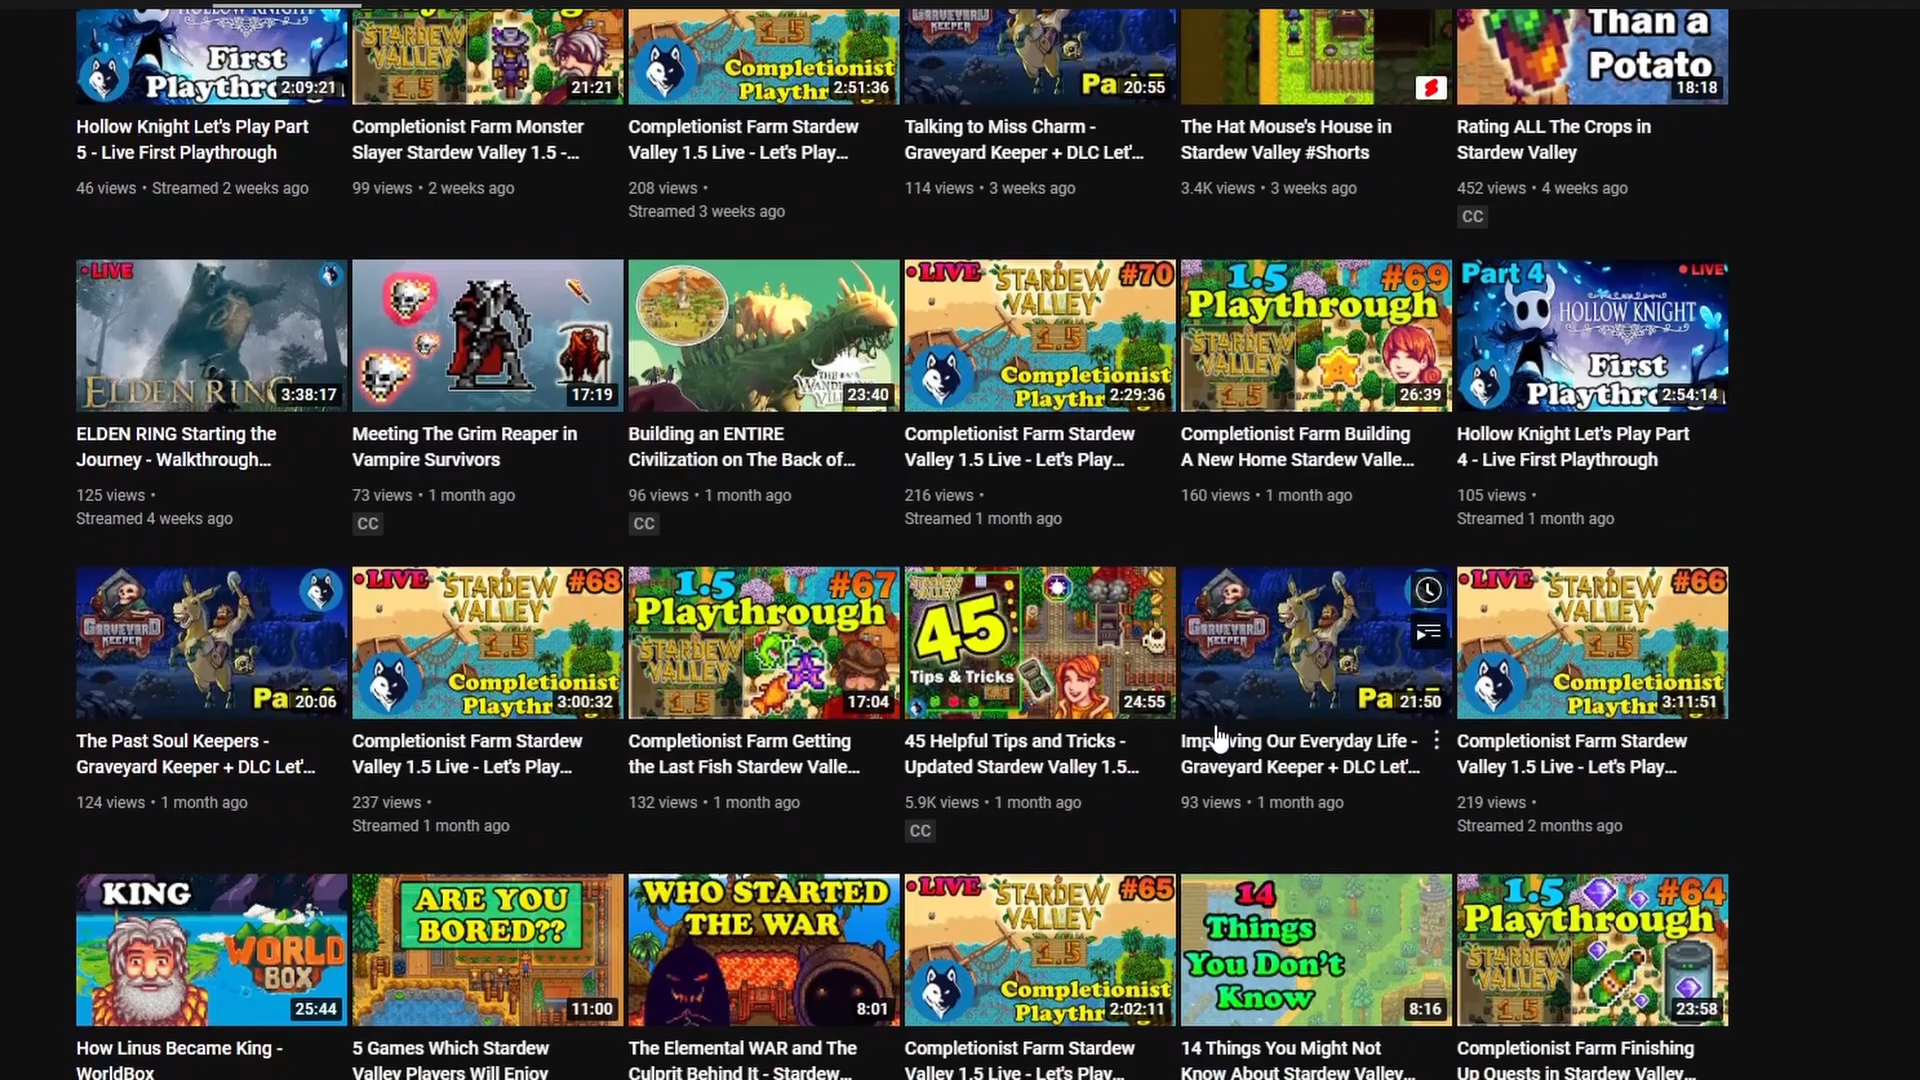 First
Playthr
2:09:21
Hollow Knight Let's Play Part
5 - Live First Playthrough
46 views • Streamed 2 weeks ago
STARDEW
VALLEY
1.5
21:21
Completionist Farm Monster
Slayer Stardew Valley 1.5 -...
99 views • 2 weeks ago
1.5
Completionist
Playthr
2:51:36
Completionist Farm Stardew
Valley 1.5 Live - Let's Play...
208 views •
Streamed 3 weeks ago
GRAVEYARD
KEEPER
Pa
20:55
Talking to Miss Charm -
Graveyard Keeper + DLC Let'...
114 views • 3 weeks ago
The Hat Mouse's House in
Stardew Valley #Shorts
3.4K views • 3 weeks ago
Than a
Potato
18:18
Rating ALL The Crops in
Stardew Valley
452 views • 4 weeks ago
CC
LIVE
ELDEN RING
3:38:17
ELDEN RING Starting the
Journey - Walkthrough...
125 views •
Streamed 4 weeks ago
17:19
Meeting The Grim Reaper in
Vampire Survivors
73 views • 1 month ago
CC
23:40
Building an ENTIRE
Civilization on The Back of...
96 views • 1 month ago
CC
LIVE STARDEW #70
VALLEY
1.5
Completionist
Playthr
2:29:36
Completionist Farm Stardew
Valley 1.5 Live - Let's Play...
216 views •
Streamed 1 month ago
1.5 #69
Playthrough
STARDEW
VALLEY
1.5
26:39
Completionist Farm Building
A New Home Stardew Valle...
160 views • 1 month ago
Part 4
LIVE
HOLLOW KNIGHT
First
Playthr
2:54:14
Hollow Knight Let's Play Part
4 - Live First Playthrough
105 views •
Streamed 1 month ago
GRAVEYARD
KEEPER
Pa
20:06
The Past Soul Keepers -
Graveyard Keeper + DLC Let'...
124 views • 1 month ago
LIVE STARDEW #68
VALLEY
1.5
Completionist
Playthr
3:00:32
Completionist Farm Stardew
Valley 1.5 Live - Let's Play...
237 views •
Streamed 1 month ago
1.5 #67
Playthrough
STARDEW
VALLEY
1.5
17:04
Completionist Farm Getting
the Last Fish Stardew Valle...
132 views • 1 month ago
STARDEW
VALLEY
45
Tips & Tricks
24:55
45 Helpful Tips and Tricks -
Updated Stardew Valley 1.5...
5.9K views • 1 month ago
CC
GRAVEYARD
KEEPER
Pa
21:50
Improving Our Everyday Life -
Graveyard Keeper + DLC Let'...
93 views • 1 month ago
LIVE STARDEW #66
VALLEY
1.5
Completionist
Playthr
3:11:51
Completionist Farm Stardew
Valley 1.5 Live - Let's Play...
219 views •
Streamed 2 months ago
KING
WORLD
BOX
25:44
How Linus Became King -
WorldBox
ARE YOU
BORED??
11:00
5 Games Which Stardew
Valley Players Will Enjoy
WHO STARTED
THE WAR
8:01
The Elemental WAR and The
Culprit Behind It - Stardew...
LIVE STARDEW #65
VALLEY
1.5
Completionist
Playthr
2:02:11
Completionist Farm Stardew
Valley 1.5 Live - Let's Play...
14
Things
You Don't
Know
8:16
14 Things You Might Not
Know About Stardew Valley...
1.5 #64
Playthrough
STARDEW
VALLEY
1.5
23:58
Completionist Farm Finishing
Up Quests in Stardew Valley...